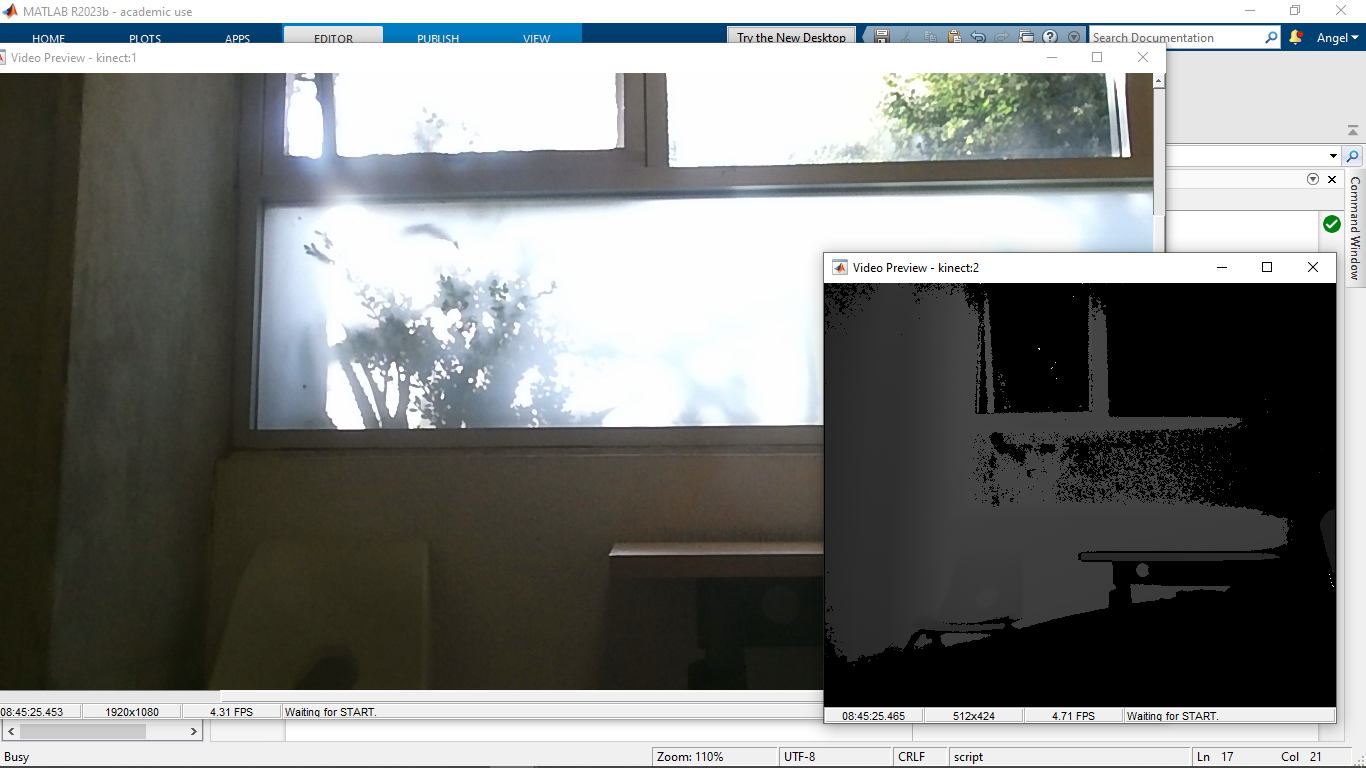 MATLAB R2023b - academic use
HOME PLOTS APPS EDITOR PUBLISH VIEW Try the New Desktop Search Documentation Angel
Video Preview - kinect:1
Command Window
Video Preview - kinect:2
08:45:25.453 1920x1080 4.31 FPS Waiting for START.
08:45:25.465 512x424 4.71 FPS Waiting for START.
Busy Zoom: 110% UTF-8 CRLF script Ln 17 Col 21